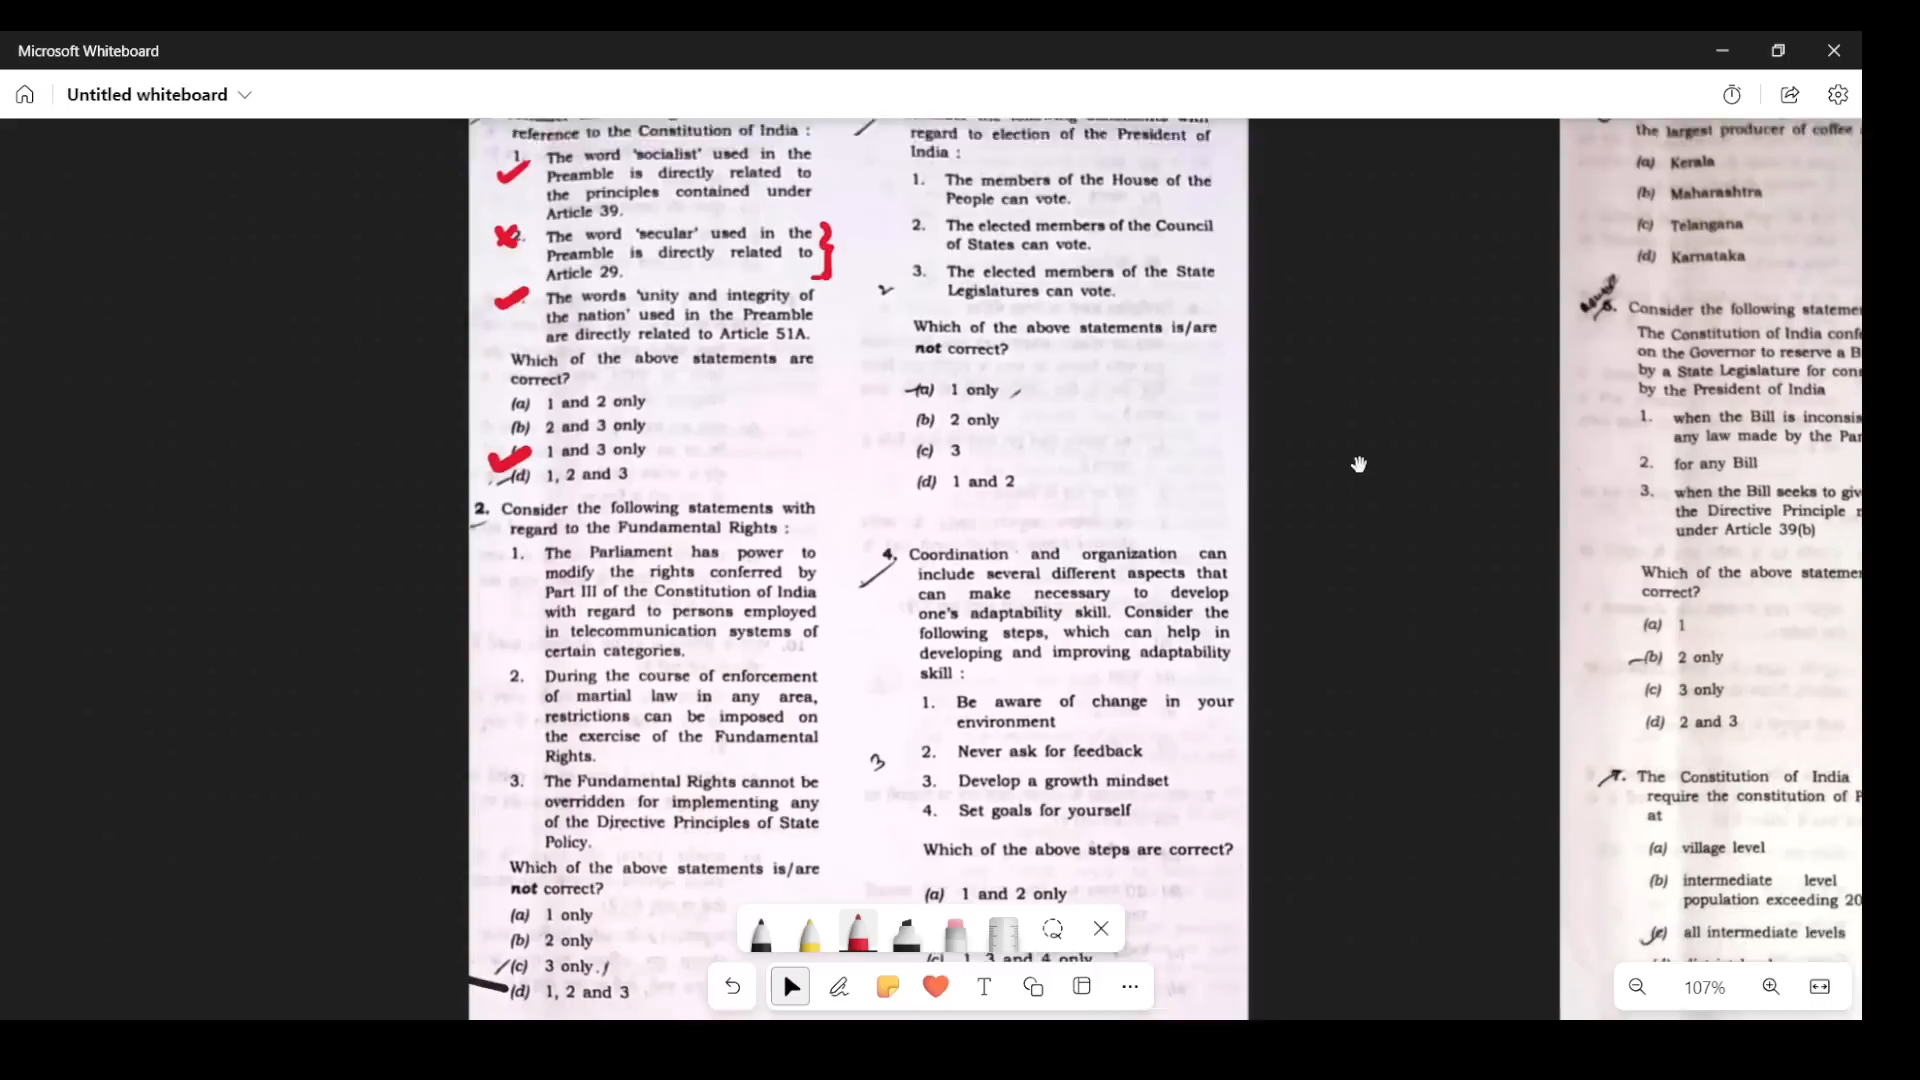 Microsoft Whiteboard
Untitled whiteboard
reference to the Constitution of India :
1. The word 'socialist' used in the
Preamble is directly related to
the principles contained under
Article 39.
2. The word 'secular' used in the
Preamble is directly related to
Article 29.
The words 'unity and integrity of
the nation' used in the Preamble
are directly related to Article 51A.
Which of the above statements are
correct?
(a) 1 and 2 only
(b) 2 and 3 only
1 and 3 only
(d) 1, 2 and 3
2. Consider the following statements with
regard to the Fundamental Rights :
1. The Parliament has power to
modify the rights conferred by
Part III of the Constitution of India
with regard to persons employed
in telecommunication systems of
certain categories.
2. During the course of enforcement
of martial law in any area,
restrictions can be imposed on
the exercise of the Fundamental
Rights.
3. The Fundamental Rights cannot be
overridden for implementing any
of the Directive Principles of State
Policy.
Which of the above statements is/are
not correct?
(a) 1 only
(b) 2 only
(c) 3 only
(d) 1, 2 and 3
regard to election of the President of
India :
1. The members of the House of the
People can vote.
2. The elected members of the Council
of States can vote.
3. The elected members of the State
Legislatures can vote.
2
Which of the above statements is/are
not correct?
(a) 1 only
(b) 2 only
(c) 3
(d) 1 and 2
4. Coordination and organization can
include several different aspects that
can make necessary to develop
one's adaptability skill. Consider the
following steps, which can help in
developing and improving adaptability
skill :
1. Be aware of change in your
environment
2. Never ask for feedback
3
3. Develop a growth mindset
4. Set goals for yourself
Which of the above steps are correct?
(a) 1 and 2 only
(c) 1, 3 and 4 only
the largest producer of coffee
(a) Kerala
(b) Maharashtra
(c) Telangana
(d) Karnataka
Consider the following stateme
The Constitution of India conf
on the Governor to reserve a B
by a State Legislature for con
by the President of India
1. when the Bill is inconsis
any law made by the Par
2. for any Bill
3. when the Bill seeks to giv
the Directive Principle
under Article 39(b)
Which of the above stateme
correct?
(a) 1
(b) 2 only
(c) 3 only
(d) 2 and 3
7. The Constitution of India
require the constitution of P
at
(a) village level
(b) intermediate level
population exceeding 20
(c) all intermediate levels
107%